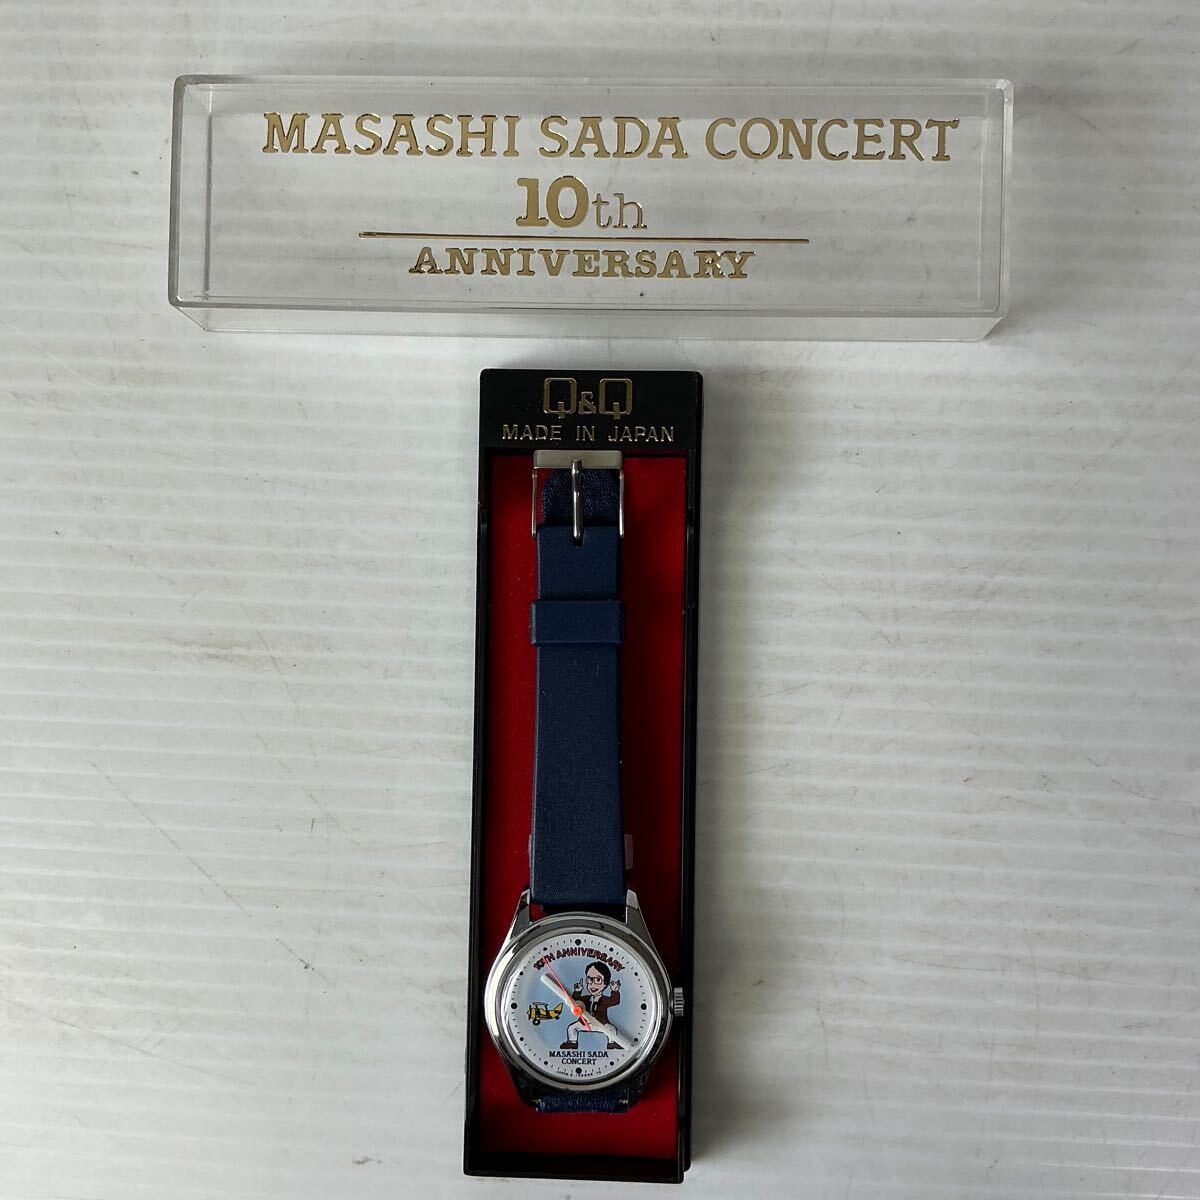 MASASHI SADA CONCERT
10th
ANNIVERSARY
Q&Q
MADE IN JAPAN
10TH ANNIVERSARY
MASASHI SADA
CONCERT